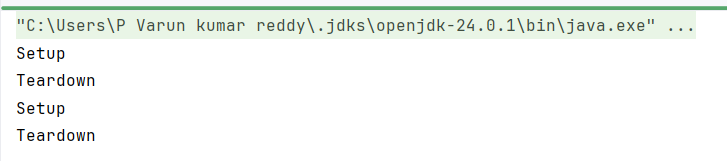 "C:\Users\P Varun kumar reddy\.jdks\openjdk-24.0.1\bin\java.exe" ...
Setup
Teardown
Setup
Teardown